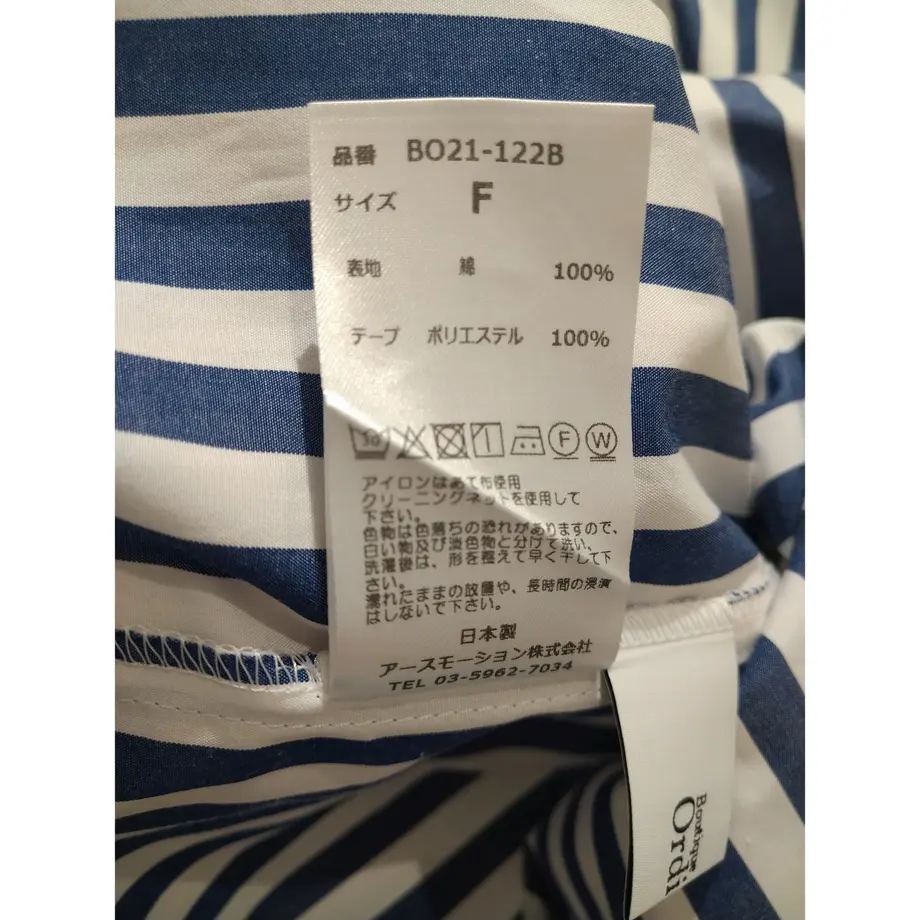 品番 BO21-122B
サイズ F
表地 綿 100%
テープ ポリエステル 100%
30 F W
アイロンはあて布使用
クリーニングネットを使用して
下さい。
色物は色落ちの恐れがありますので、
白い物及び淡色物と分けて洗い、
洗濯後は、形を整えて早く干して下
さい。
濡れたままの放置や、長時間の浸漬
はしないで下さい。
日本製
アースモーション株式会社
TEL 03-5962-7034
Boutique
Ordi